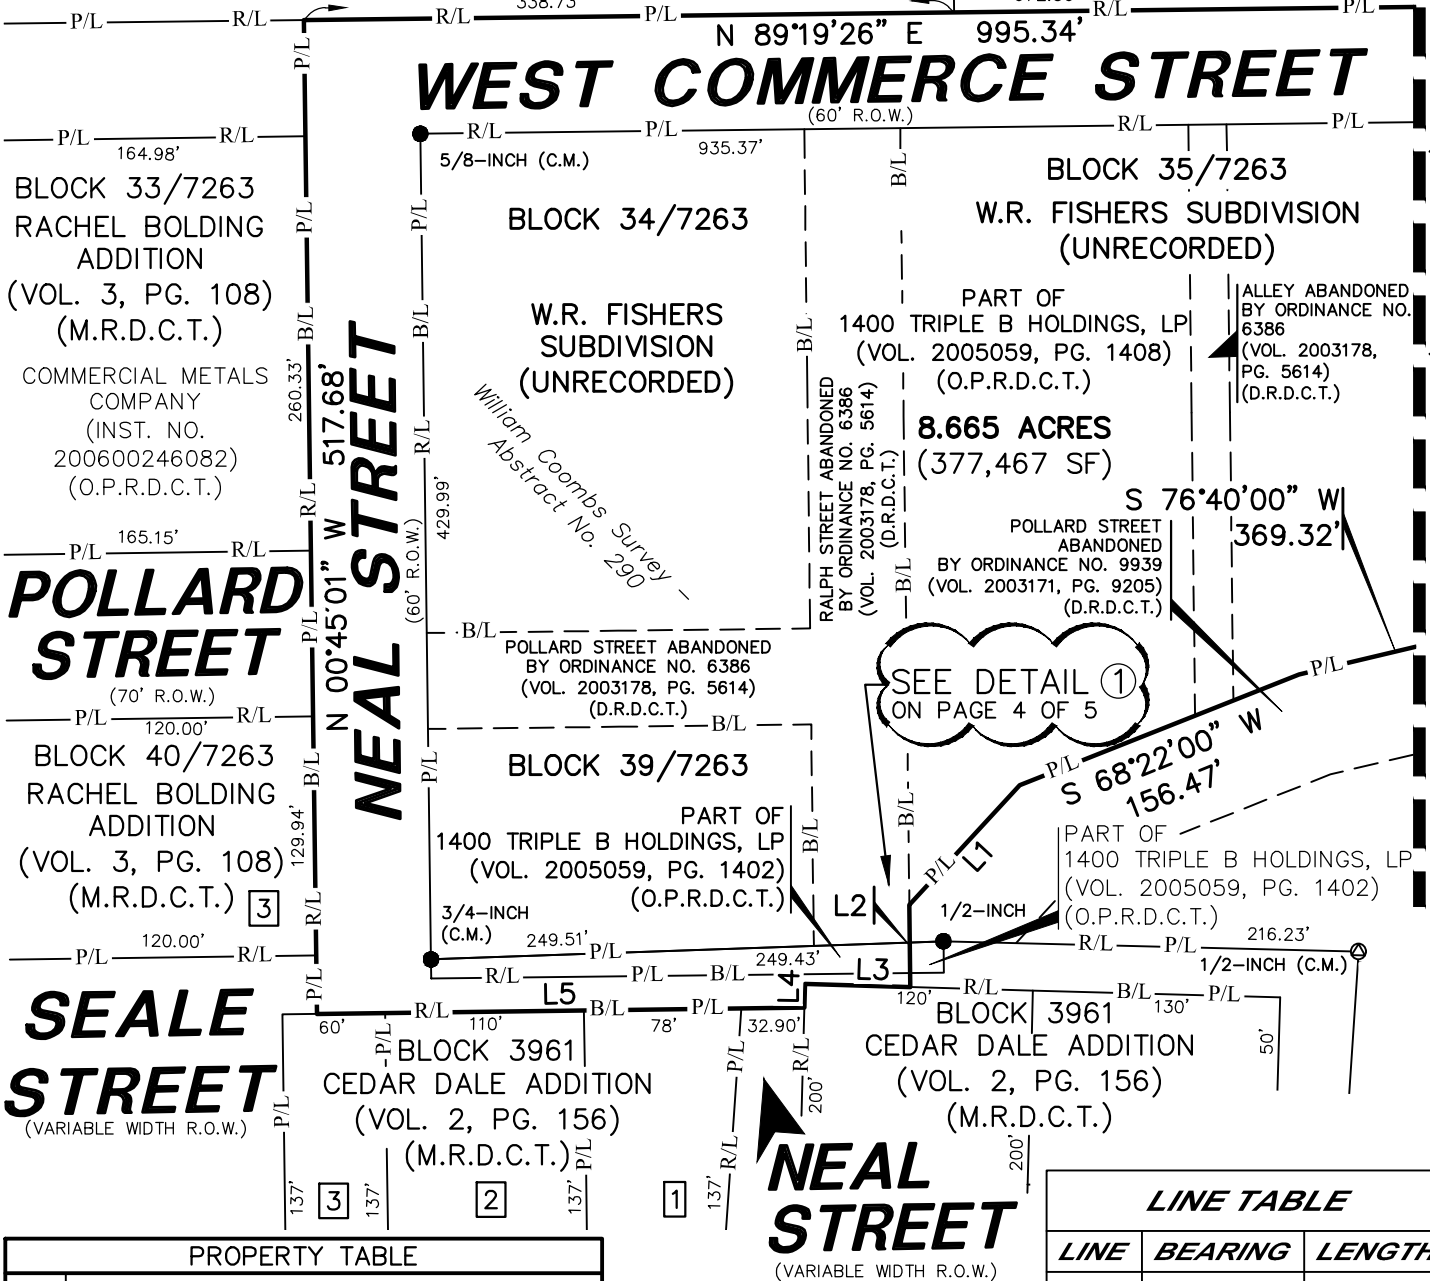 P/L R/L R/L 338.73' P/L R/L P/L
N 89°19'26" E 995.34'
WEST COMMERCE STREET
(60' R.O.W.)
P/L R/L R/L P/L R/L P/L
164.98'
5/8-INCH (C.M.)
935.37'
BLOCK 33/7263
RACHEL BOLDING
ADDITION
(VOL. 3, PG. 108)
(M.R.D.C.T.)
COMMERCIAL METALS
COMPANY
(INST. NO.
200600246082)
(O.P.R.D.C.T.)
P/L
P/L
B/L
260.33'
R/L
N 00°45'01" W 517.68'
NEAL STREET
(60' R.O.W.)
P/L
B/L
R/L
429.99'
P/L
BLOCK 34/7263
W.R. FISHERS
SUBDIVISION
(UNRECORDED)
William Coombs Survey
Abstract No. 290
B/L
B/L
BLOCK 35/7263
W.R. FISHERS SUBDIVISION
(UNRECORDED)
PART OF
1400 TRIPLE B HOLDINGS, LP
(VOL. 2005059, PG. 1408)
(O.P.R.D.C.T.)
8.665 ACRES
(377,467 SF)
ALLEY ABANDONED
BY ORDINANCE NO.
6386
(VOL. 2003178,
PG. 5614)
(D.R.D.C.T.)
RALPH STREET ABANDONED
BY ORDINANCE NO. 6386
(VOL. 2003178, PG. 5614)
(D.R.D.C.T.)
B/L
S 76°40'00" W
369.32'
POLLARD STREET
ABANDONED
BY ORDINANCE NO. 9939
(VOL. 2003171, PG. 9205)
(D.R.D.C.T.)
P/L 165.15' R/L
POLLARD
STREET
(70' R.O.W.)
P/L
P/L 120.00' R/L
B/L
POLLARD STREET ABANDONED
BY ORDINANCE NO. 6386
(VOL. 2003178, PG. 5614)
(D.R.D.C.T.)
B/L
SEE DETAIL 1
ON PAGE 4 OF 5
P/L
P/L
S 68°22'00" W
156.47'
BLOCK 40/7263
RACHEL BOLDING
ADDITION
(VOL. 3, PG. 108)
(M.R.D.C.T.) 3
B/L
129.94'
R/L
P/L
BLOCK 39/7263
PART OF
1400 TRIPLE B HOLDINGS, LP
(VOL. 2005059, PG. 1402)
(O.P.R.D.C.T.)
B/L
B/L
P/L
L1
L2
PART OF
1400 TRIPLE B HOLDINGS, LP
(VOL. 2005059, PG. 1402)
(O.P.R.D.C.T.)
3/4-INCH
(C.M.)
1/2-INCH
P/L 120.00' R/L
249.51' P/L
R/L P/L 216.23'
1/2-INCH (C.M.)
R/L P/L B/L 249.43' L3
L4
L5
R/L B/L P/L
60' 110' 78' 32.90'
120' R/L B/L P/L
130'
50'
SEALE
STREET
(VARIABLE WIDTH R.O.W.)
P/L
P/L
BLOCK 3961
CEDAR DALE ADDITION
(VOL. 2, PG. 156)
(M.R.D.C.T.)
P/L
P/L
R/L
R/L
200'
BLOCK 3961
CEDAR DALE ADDITION
(VOL. 2, PG. 156)
(M.R.D.C.T.)
200'
137' 3 137' 2 137' 1 137'
NEAL
STREET
(VARIABLE WIDTH R.O.W.)
PROPERTY TABLE
LINE TABLE
LINE BEARING LENGTH